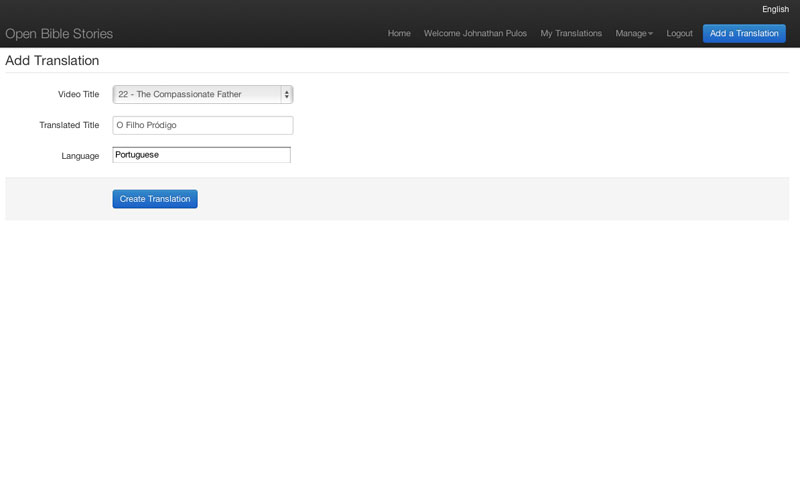 English
Open Bible Stories
Home Welcome Johnathan Pulos My Translations Manage Logout Add a Translation
Add Translation
Video Title 22 - The Compassionate Father
Translated Title O Filho Pródigo
Language Portuguese
Create Translation